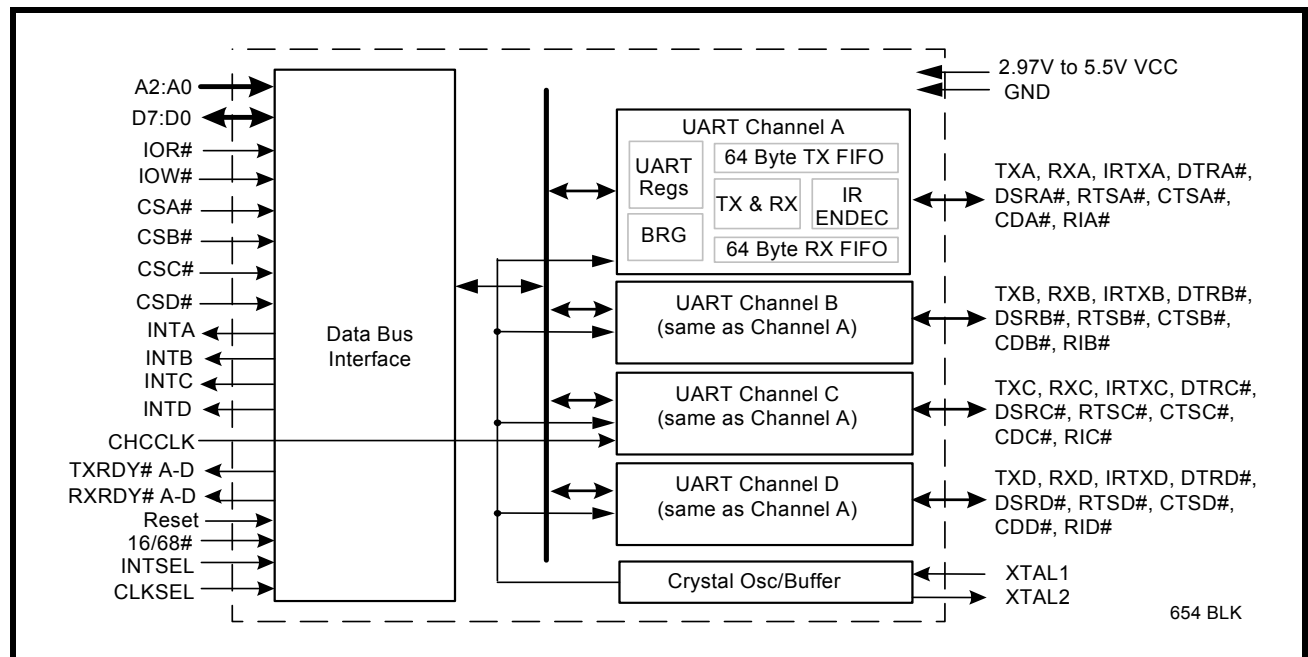 A2:A0
D7:D0
IOR#
IOW#
CSA#
CSB#
CSC#
CSD#
INTA
INTB
INTC
INTD
CHCCLK
TXRDY# A-D
RXRDY# A-D
Reset
16/68#
INTSEL
CLKSEL
Data Bus
Interface
UART Channel A
UART
Regs
BRG
64 Byte TX FIFO
TX & RX
IR
ENDEC
64 Byte RX FIFO
UART Channel B
(same as Channel A)
UART Channel C
(same as Channel A)
UART Channel D
(same as Channel A)
Crystal Osc/Buffer
2.97V to 5.5V VCC
GND
TXA, RXA, IRTXA, DTRA#,
DSRA#, RTSA#, CTSA#,
CDA#, RIA#
TXB, RXB, IRTXB, DTRB#,
DSRB#, RTSB#, CTSB#,
CDB#, RIB#
TXC, RXC, IRTXC, DTRC#,
DSRC#, RTSC#, CTSC#,
CDC#, RIC#
TXD, RXD, IRTXD, DTRD#,
DSRD#, RTSD#, CTSD#,
CDD#, RID#
XTAL1
XTAL2
654 BLK